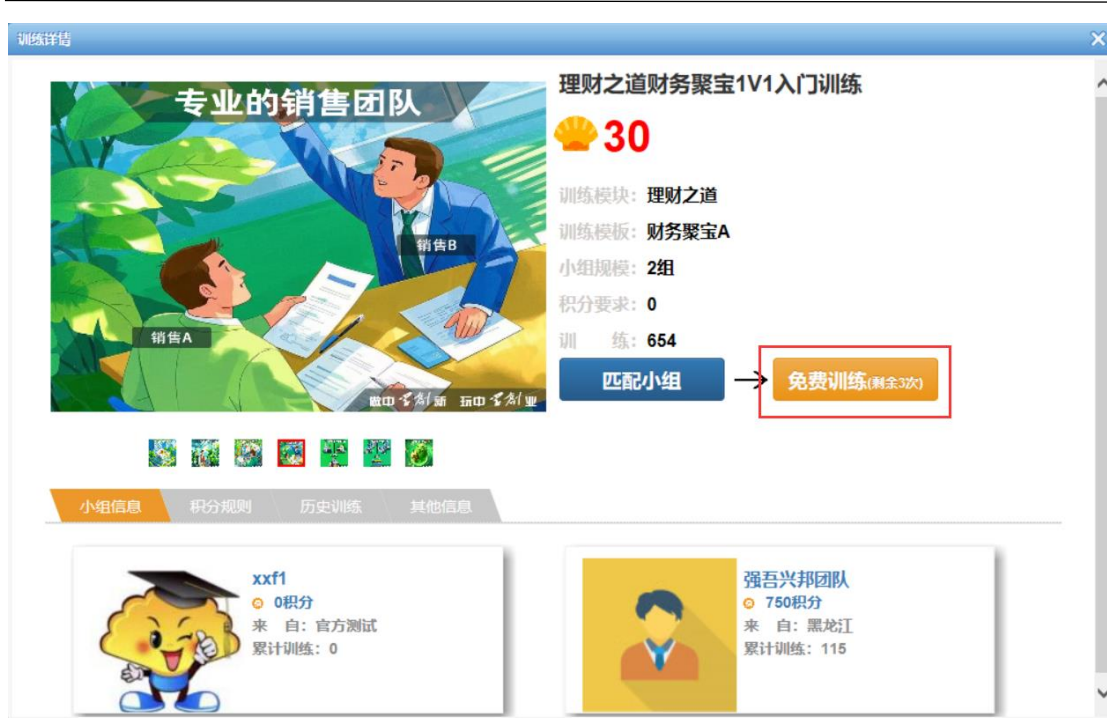 训练详情
专业的销售团队
销售B
销售A
做中学创新 玩中学创业
理财之道财务聚宝1V1入门训练
30
训练模块：理财之道
训练模板：财务聚宝A
小组规模：2组
积分要求：0
训 练：654
匹配小组
免费训练(剩余3次)
小组信息 积分规则 历史训练 其他信息
xxf1
0积分
来 自：官方测试
累计训练：0
强吾兴邦团队
750积分
来 自：黑龙江
累计训练：115